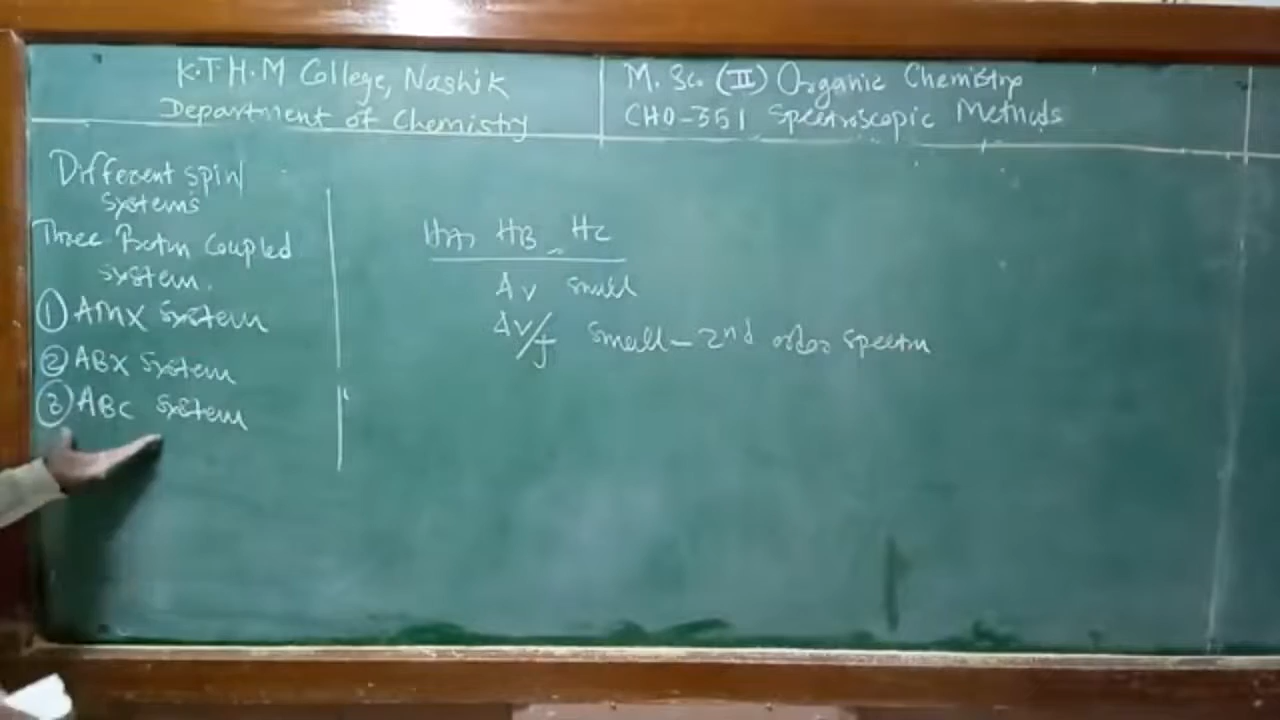 K.T.H.M College, Nashik
Department of Chemistry
M. Sc. (II) Organic Chemistry
CHO-351 Spectroscopic Methods
Different spin
systems
Three Proton Coupled
system.
① AMX System
② ABX System
③ ABC system
HA, HB, HC
Δν small
Δν/J small - 2nd order spectra